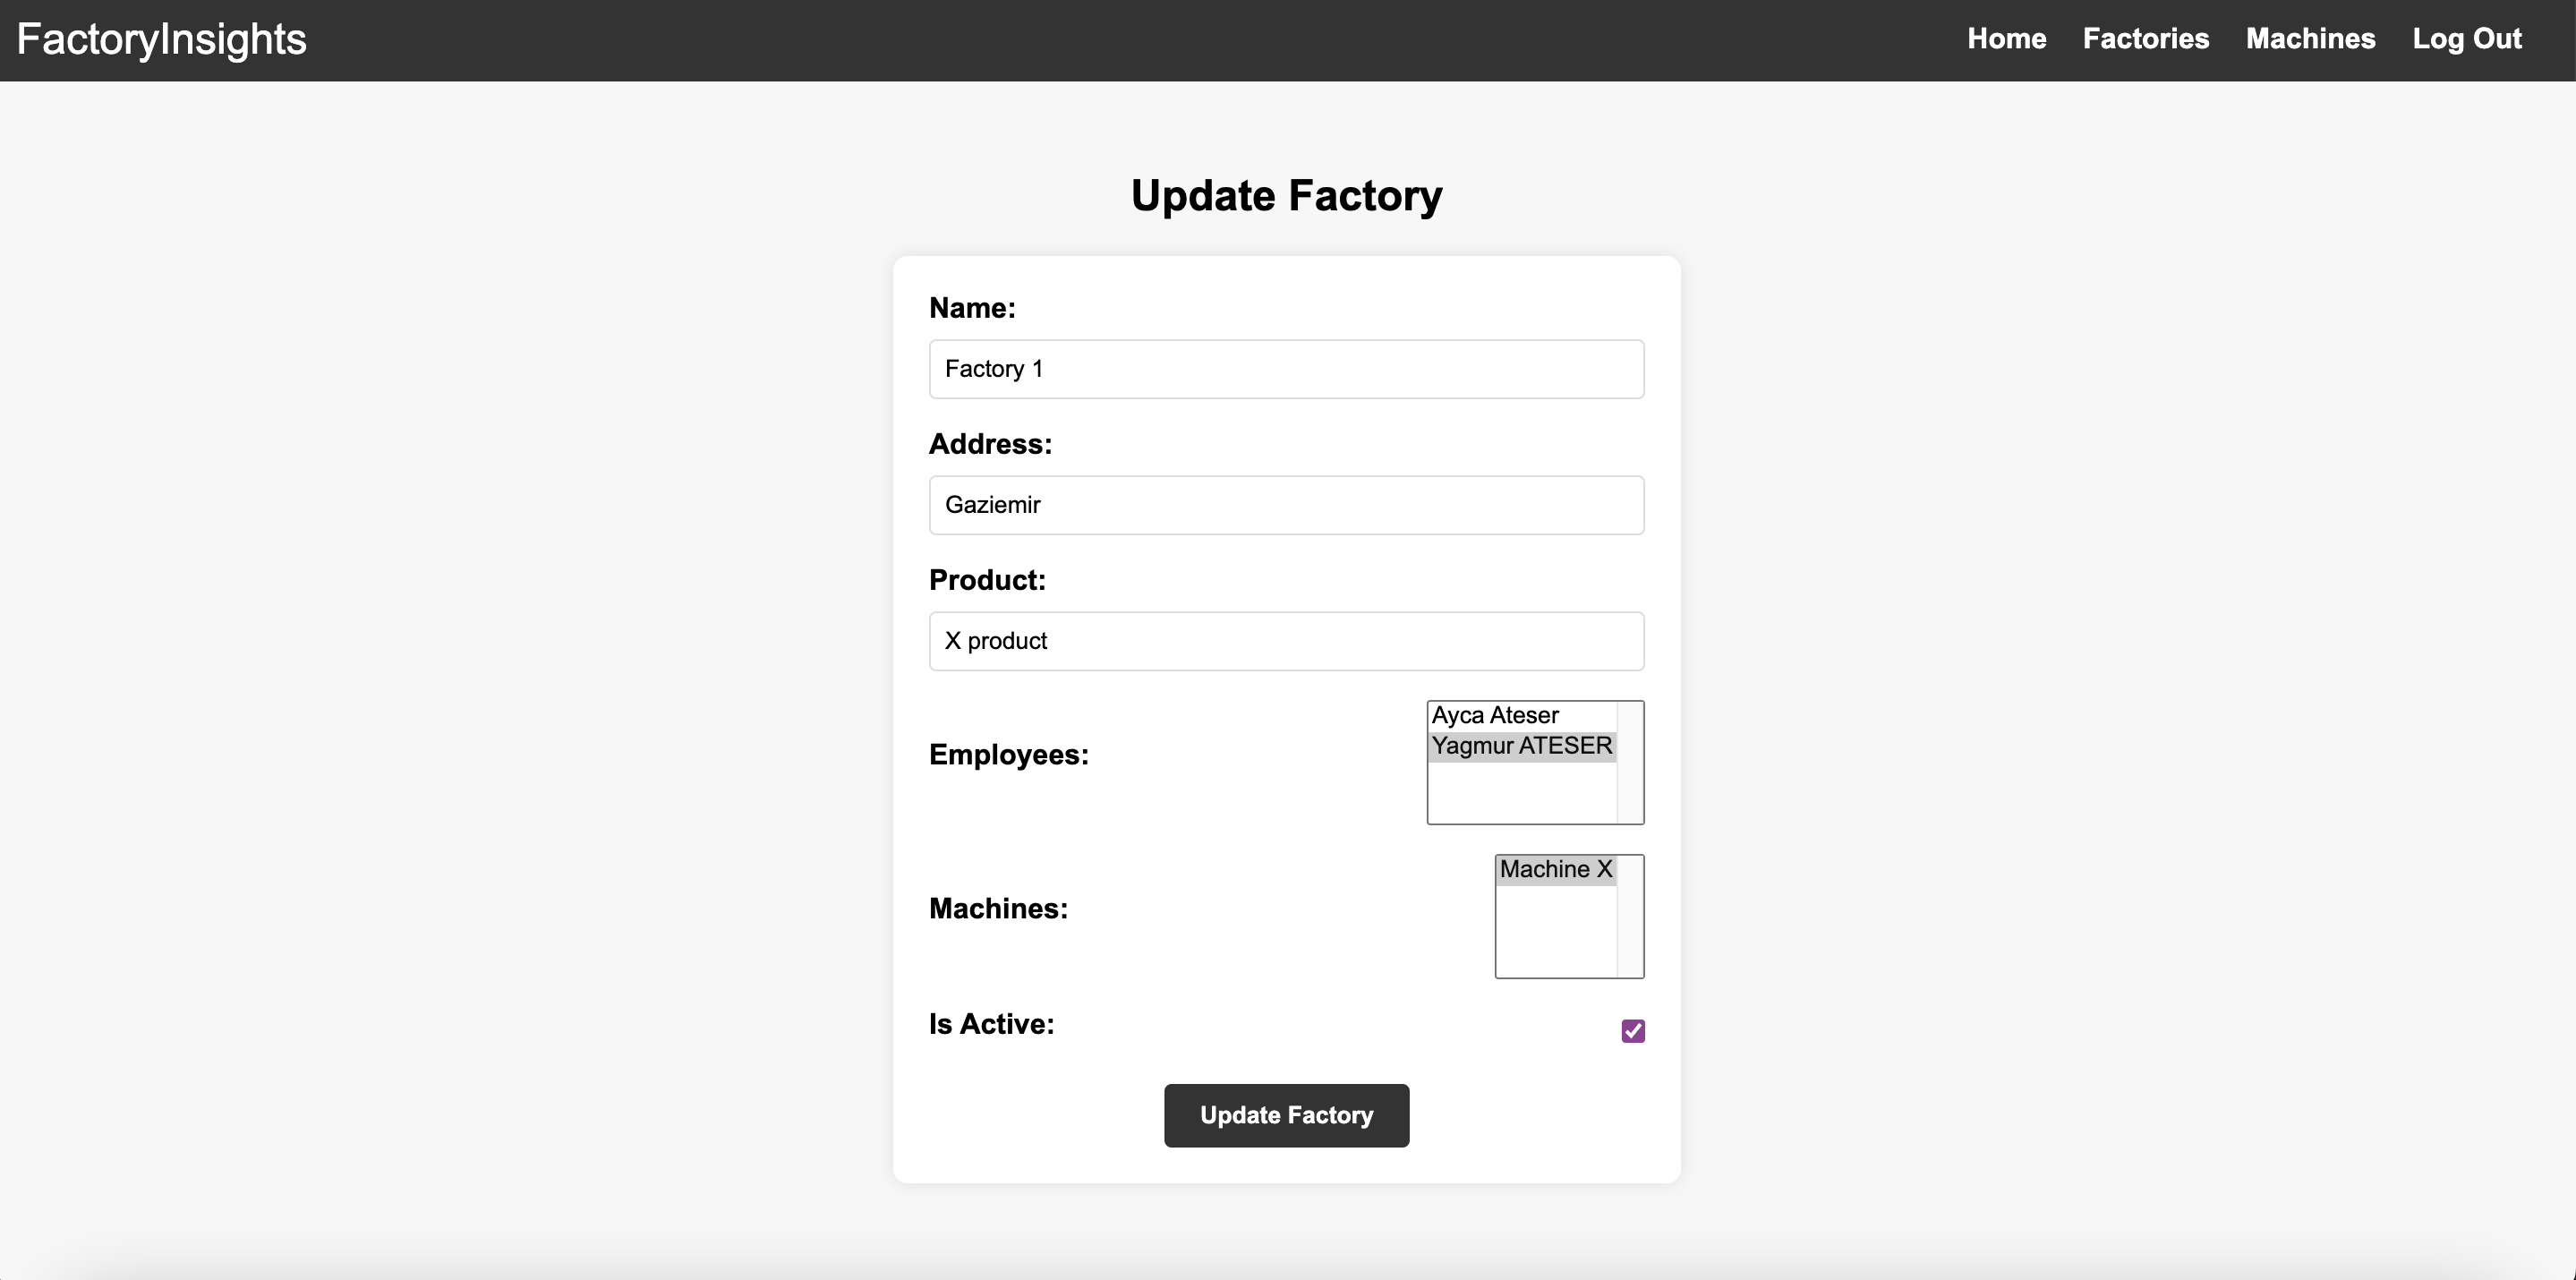 FactoryInsights
Home Factories Machines Log Out
Update Factory
Name:
Factory 1
Address:
Gaziemir
Product:
X product
Employees:
Ayca Ateser
Yagmur ATESER
Machines:
Machine X
Is Active:
Update Factory